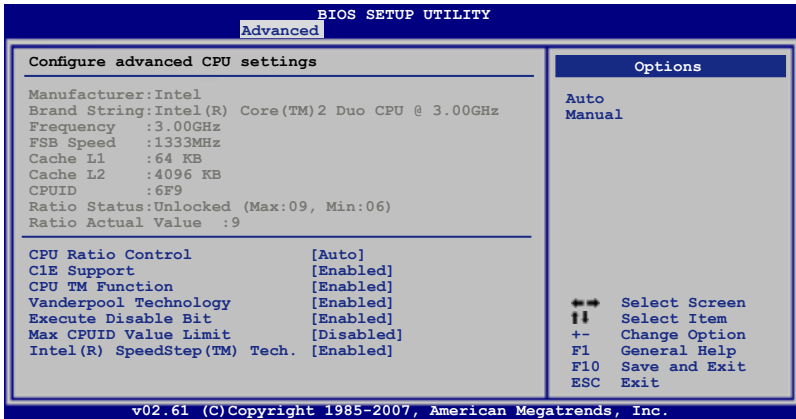 BIOS SETUP UTILITY
Advanced
Configure advanced CPU settings
Manufacturer:Intel
Brand String:Intel(R) Core(TM)2 Duo CPU @ 3.00GHz
Frequency :3.00GHz
FSB Speed :1333MHz
Cache L1 :64 KB
Cache L2 :4096 KB
CPUID :6F9
Ratio Status:Unlocked (Max:09, Min:06)
Ratio Actual Value :9
CPU Ratio Control [Auto]
C1E Support [Enabled]
CPU TM Function [Enabled]
Vanderpool Technology [Enabled]
Execute Disable Bit [Enabled]
Max CPUID Value Limit [Disabled]
Intel(R) SpeedStep(TM) Tech. [Enabled]
Options
Auto
Manual
←→ Select Screen
↑↓ Select Item
+- Change Option
F1 General Help
F10 Save and Exit
ESC Exit
v02.61 (C)Copyright 1985-2007, American Megatrends, Inc.